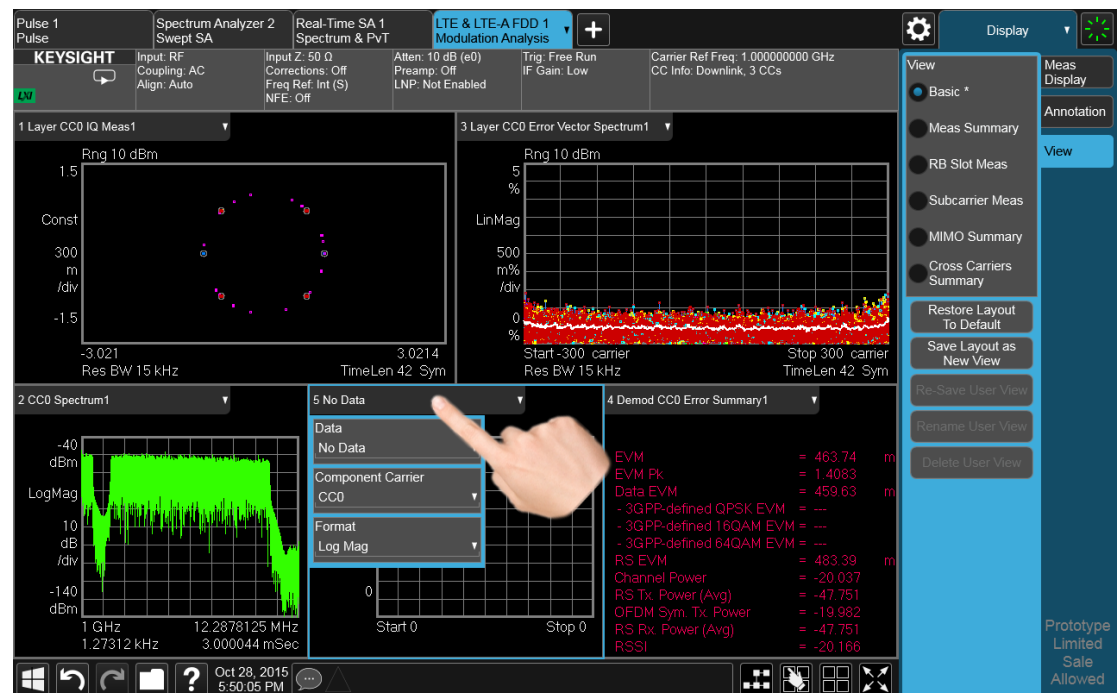 Pulse 1
Pulse
Spectrum Analyzer 2
Swept SA
Real-Time SA 1
Spectrum & PvT
LTE & LTE-A FDD 1
Modulation Analysis
Display
KEYSIGHT
LXI
Input: RF
Coupling: AC
Align: Auto
Input Z: 50 Ω
Corrections: Off
Freq Ref: Int (S)
NFE: Off
Atten: 10 dB (e0)
Preamp: Off
LNP: Not Enabled
Trig: Free Run
IF Gain: Low
Carrier Ref Freq: 1.000000000 GHz
CC Info: Downlink, 3 CCs
1 Layer CC0 IQ Meas1
Rng 10 dBm
1.5
Const
300
m
/div
-1.5
-3.021
3.0214
Res BW 15 kHz
TimeLen 42 Sym
3 Layer CC0 Error Vector Spectrum1
Rng 10 dBm
5
%
LinMag
500
m%
/div
0
%
Start -300 carrier
Stop 300 carrier
Res BW 15 kHz
TimeLen 42 Sym
2 CC0 Spectrum1
-40
dBm
LogMag
10
dB
/div
-140
dBm
1 GHz
12.2878125 MHz
1.27312 kHz
3.000044 mSec
5 No Data
Data
No Data
Component Carrier
CC0
Format
Log Mag
0
Start 0
Stop 0
4 Demod CC0 Error Summary1
EVM = 463.74 m
EVM Pk = 1.4083
Data EVM = 459.63 m
- 3GPP-defined QPSK EVM = ---
- 3GPP-defined 16QAM EVM = ---
- 3GPP-defined 64QAM EVM = ---
RS EVM = 483.39 m
Channel Power = -20.037
RS Tx. Power (Avg) = -47.751
OFDM Sym. Tx. Power = -19.982
RS Rx. Power (Avg) = -47.751
RSSI = -20.166
View
Basic *
Meas Summary
RB Slot Meas
Subcarrier Meas
MIMO Summary
Cross Carriers
Summary
Restore Layout
To Default
Save Layout as
New View
Re-Save User View
Rename User View
Delete User View
Meas
Display
Annotation
View
Prototype
Limited
Sale
Allowed
?
Oct 28, 2015
5:50:05 PM